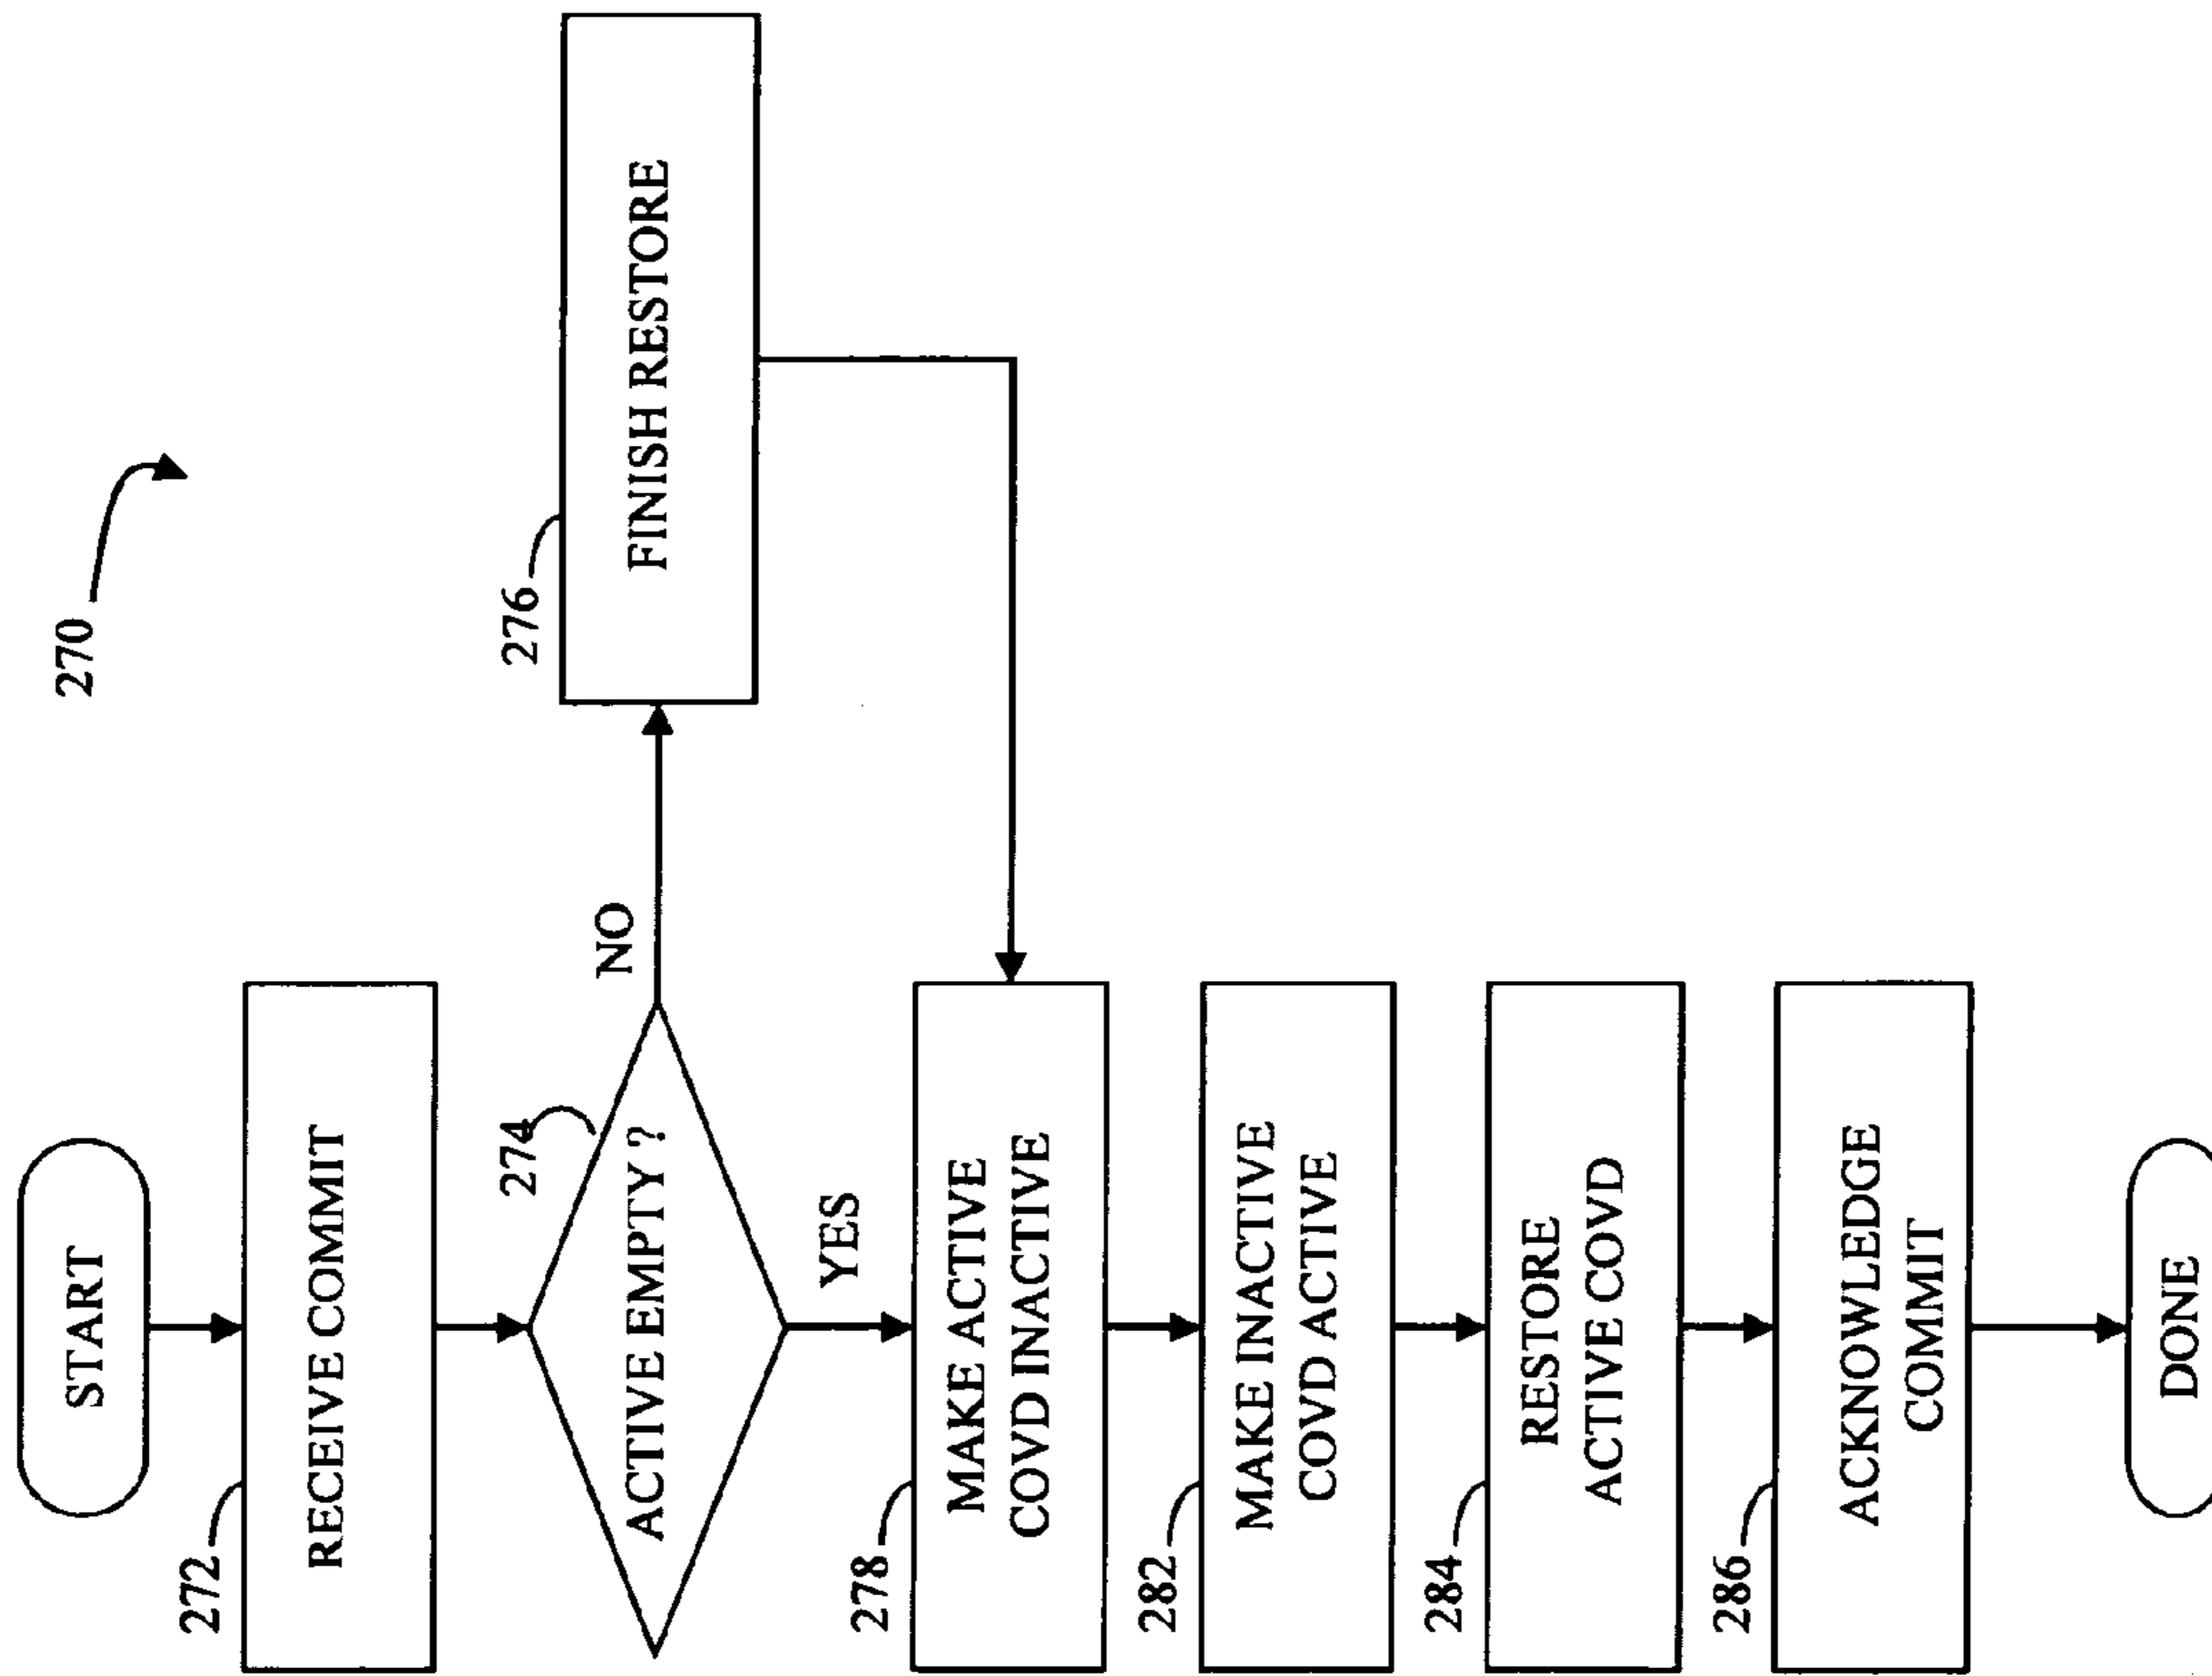 270
START
272
RECEIVE COMMIT
274
ACTIVE EMPTY ?
NO
276
FINISH RESTORE
YES
278
MAKE ACTIVE
COVD INACTIVE
282
MAKE INACTIVE
COVD ACTIVE
284
RESTORE
ACTIVE COVD
286
ACKNOWLEDGE
COMMIT
DONE